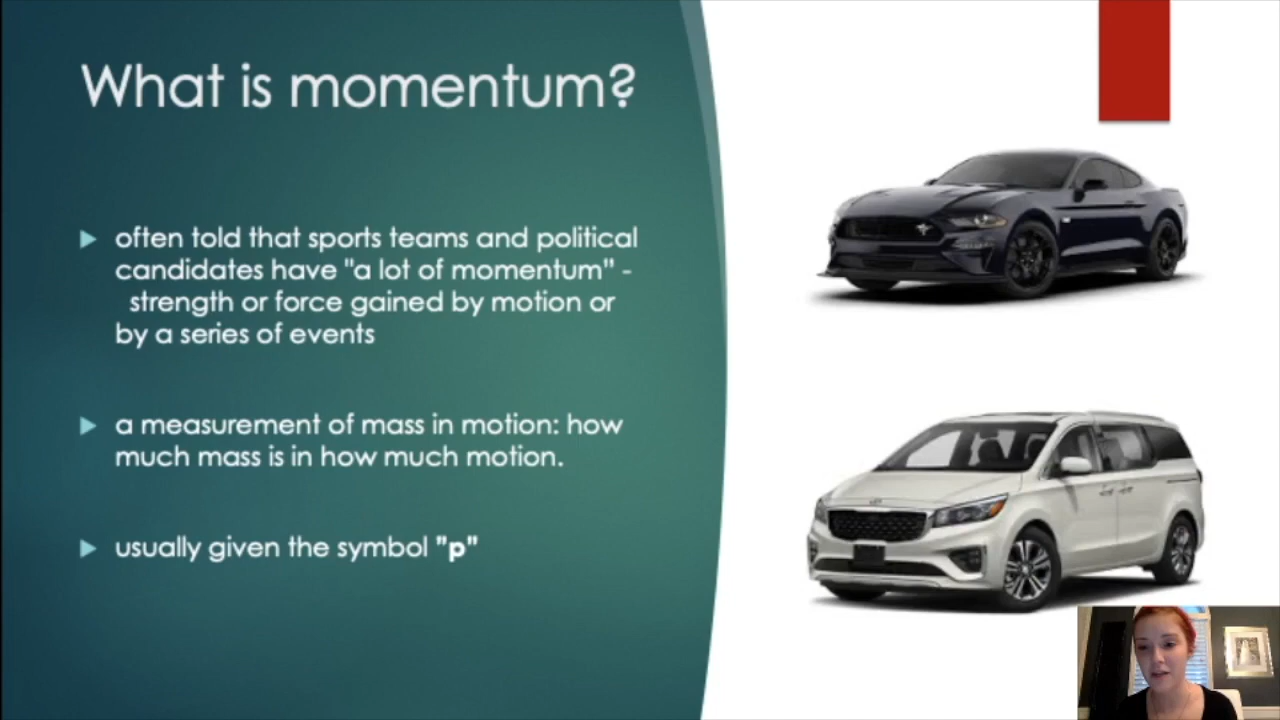 What is momentum?
often told that sports teams and political
candidates have "a lot of momentum" -
strength or force gained by motion or
by a series of events
a measurement of mass in motion: how
much mass is in how much motion.
usually given the symbol "p"